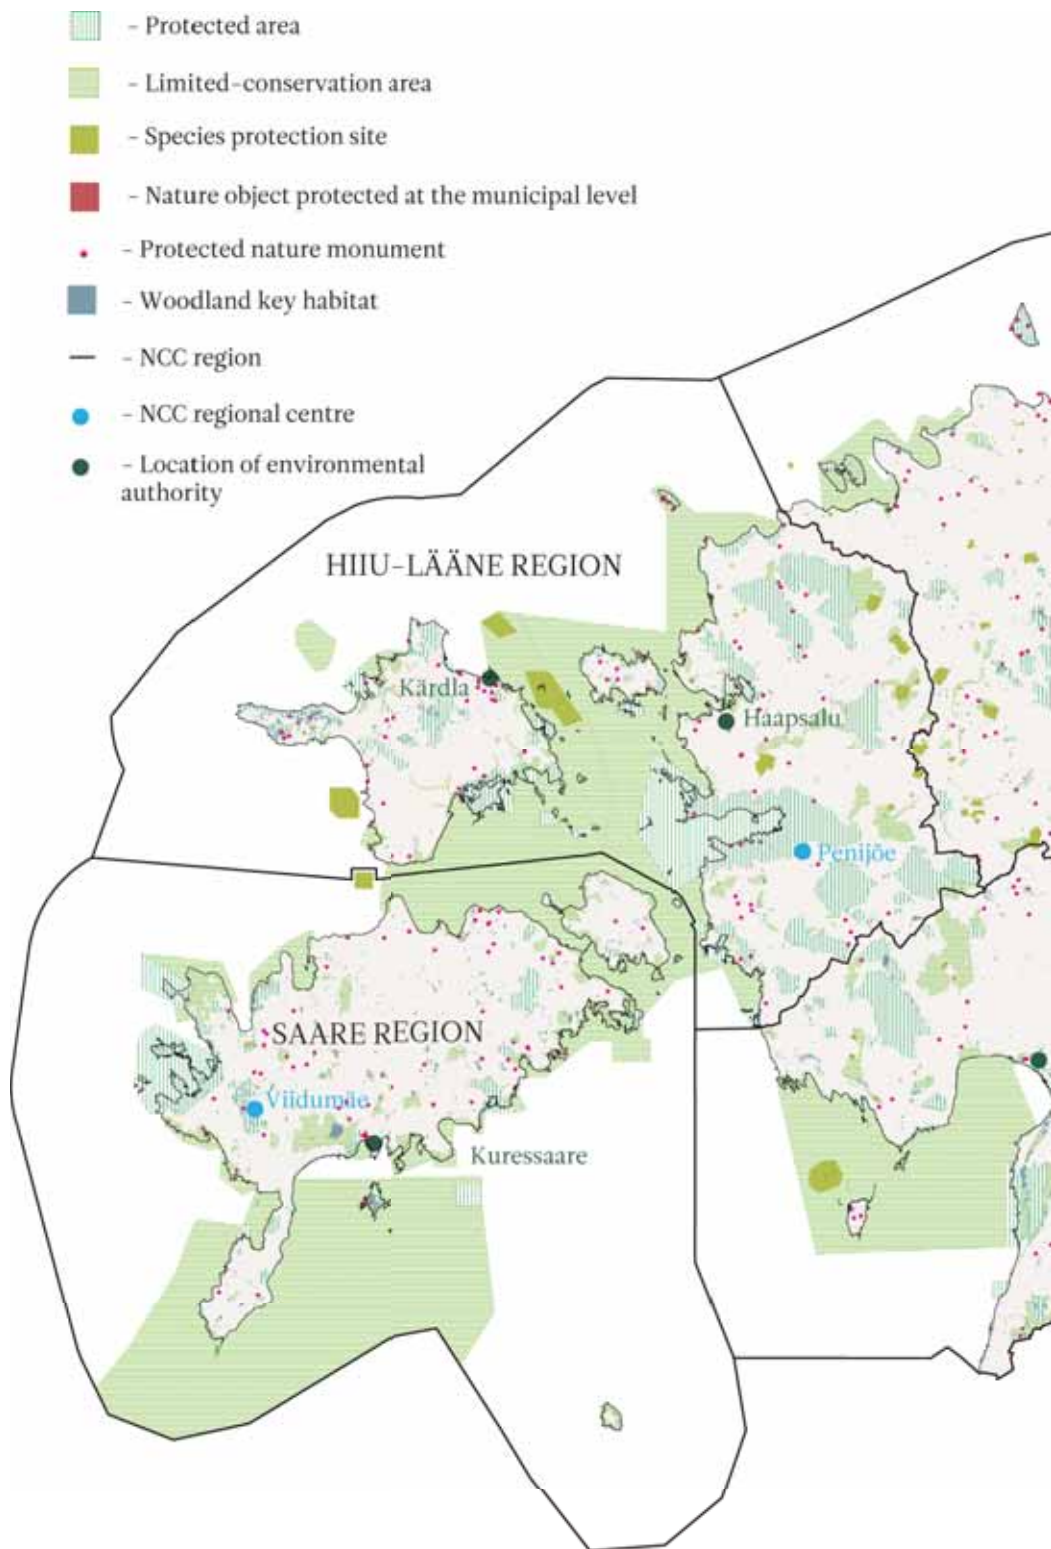 – Protected area
– Limited-conservation area
– Species protection site
– Nature object protected at the municipal level
– Protected nature monument
– Woodland key habitat
– NCC region
– NCC regional centre
– Location of environmental
authority
HIIU-LÄÄNE REGION
Kärdla
Haapsalu
Penijõe
SAARE REGION
Viidumäe
Kuressaare